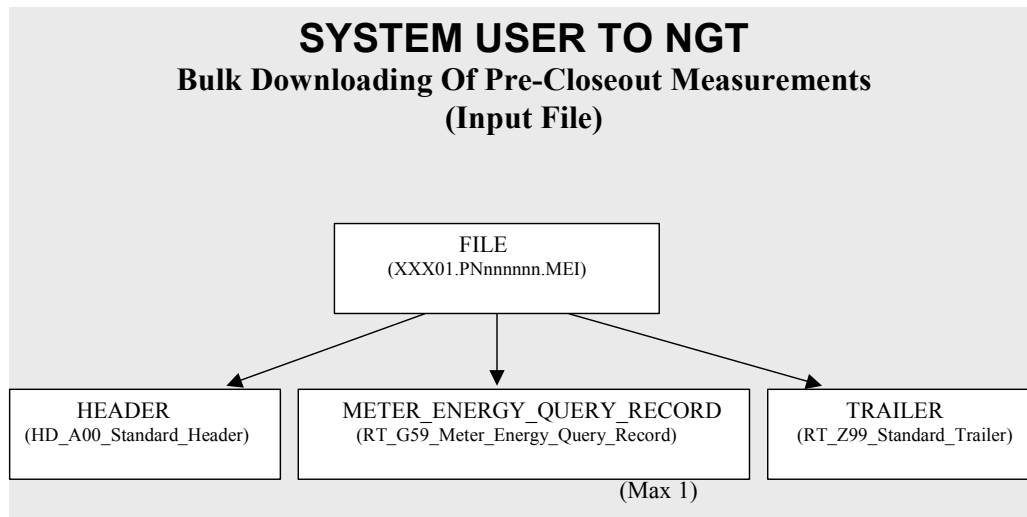 SYSTEM USER TO NGT
Bulk Downloading Of Pre-Closeout Measurements
(Input File)
FILE
(XXX01.PNnnnnnn.MEI)
HEADER
(HD_A00_Standard_Header)
METER_ENERGY_QUERY_RECORD
(RT_G59_Meter_Energy_Query_Record)
TRAILER
(RT_Z99_Standard_Trailer)
(Max 1)